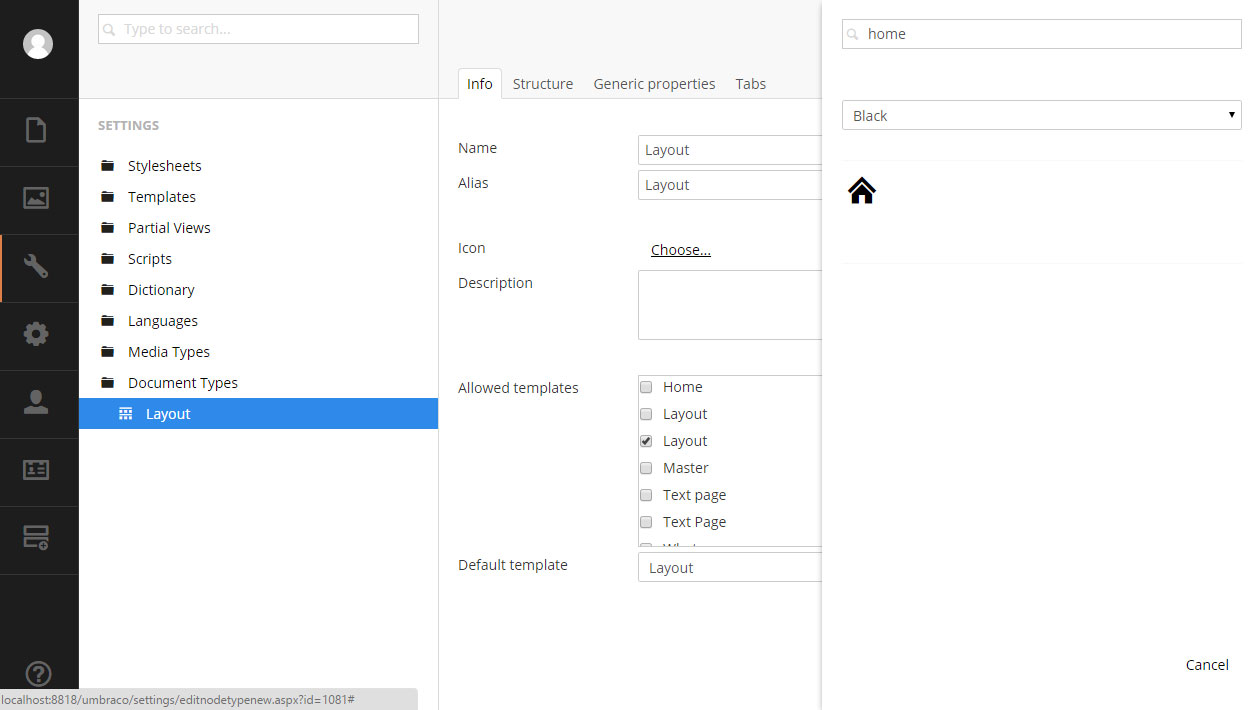 Type to search...
SETTINGS
Stylesheets
Templates
Partial Views
Scripts
Dictionary
Languages
Media Types
Document Types
Layout
Info Structure Generic properties Tabs
Name Layout
Alias Layout
Icon Choose...
Description
Allowed templates
Home
Layout
Layout
Master
Text page
Text Page
Default template Layout
home
Black
Cancel
localhost:8818/umbraco/settings/editnodetypenew.aspx?id=1081#